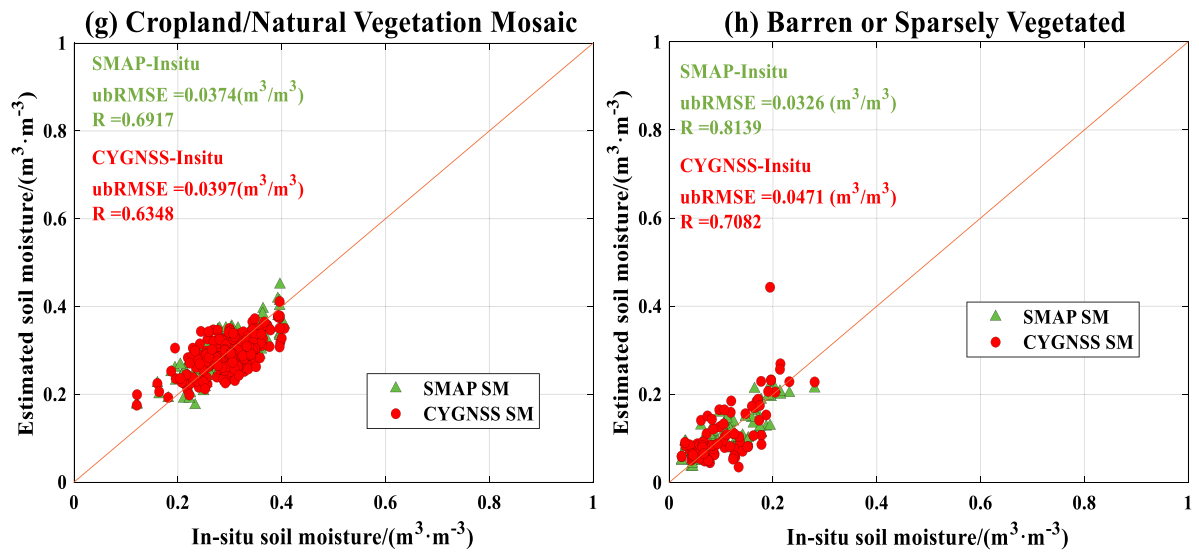 (g) Cropland/Natural Vegetation Mosaic
SMAP-Insitu
ubRMSE =0.0374(m³/m³)
R =0.6917
CYGNSS-Insitu
ubRMSE =0.0397(m³/m³)
R =0.6348
1
0.8
0.6
0.4
0.2
0
Estimated soil moisture/(m³·m⁻³)
SMAP SM
CYGNSS SM
0
0.2
0.4
0.6
0.8
1
In-situ soil moisture/(m³·m⁻³)
(h) Barren or Sparsely Vegetated
SMAP-Insitu
ubRMSE =0.0326 (m³/m³)
R =0.8139
CYGNSS-Insitu
ubRMSE =0.0471 (m³/m³)
R =0.7082
1
0.8
0.6
0.4
0.2
0
Estimated soil moisture/(m³·m⁻³)
SMAP SM
CYGNSS SM
0
0.2
0.4
0.6
0.8
1
In-situ soil moisture/(m³·m⁻³)